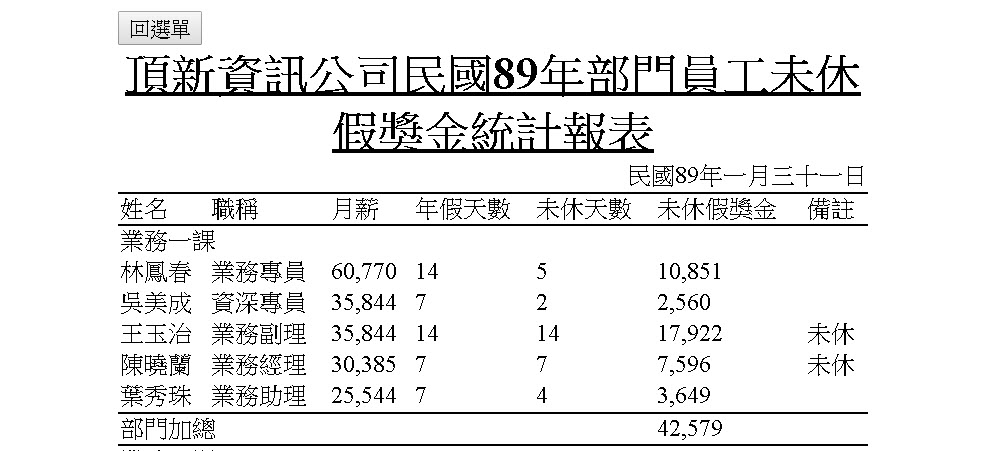 回選單
頂新資訊公司民國89年部門員工未休
假獎金統計報表
民國89年一月三十一日
姓名 職稱 月薪 年假天數 未休天數 未休假獎金 備註
業務一課
林鳳春 業務專員 60,770 14 5 10,851
吳美成 資深專員 35,844 7 2 2,560
王玉治 業務副理 35,844 14 14 17,922 未休
陳曉蘭 業務經理 30,385 7 7 7,596 未休
葉秀珠 業務助理 25,544 7 4 3,649
部門加總 42,579